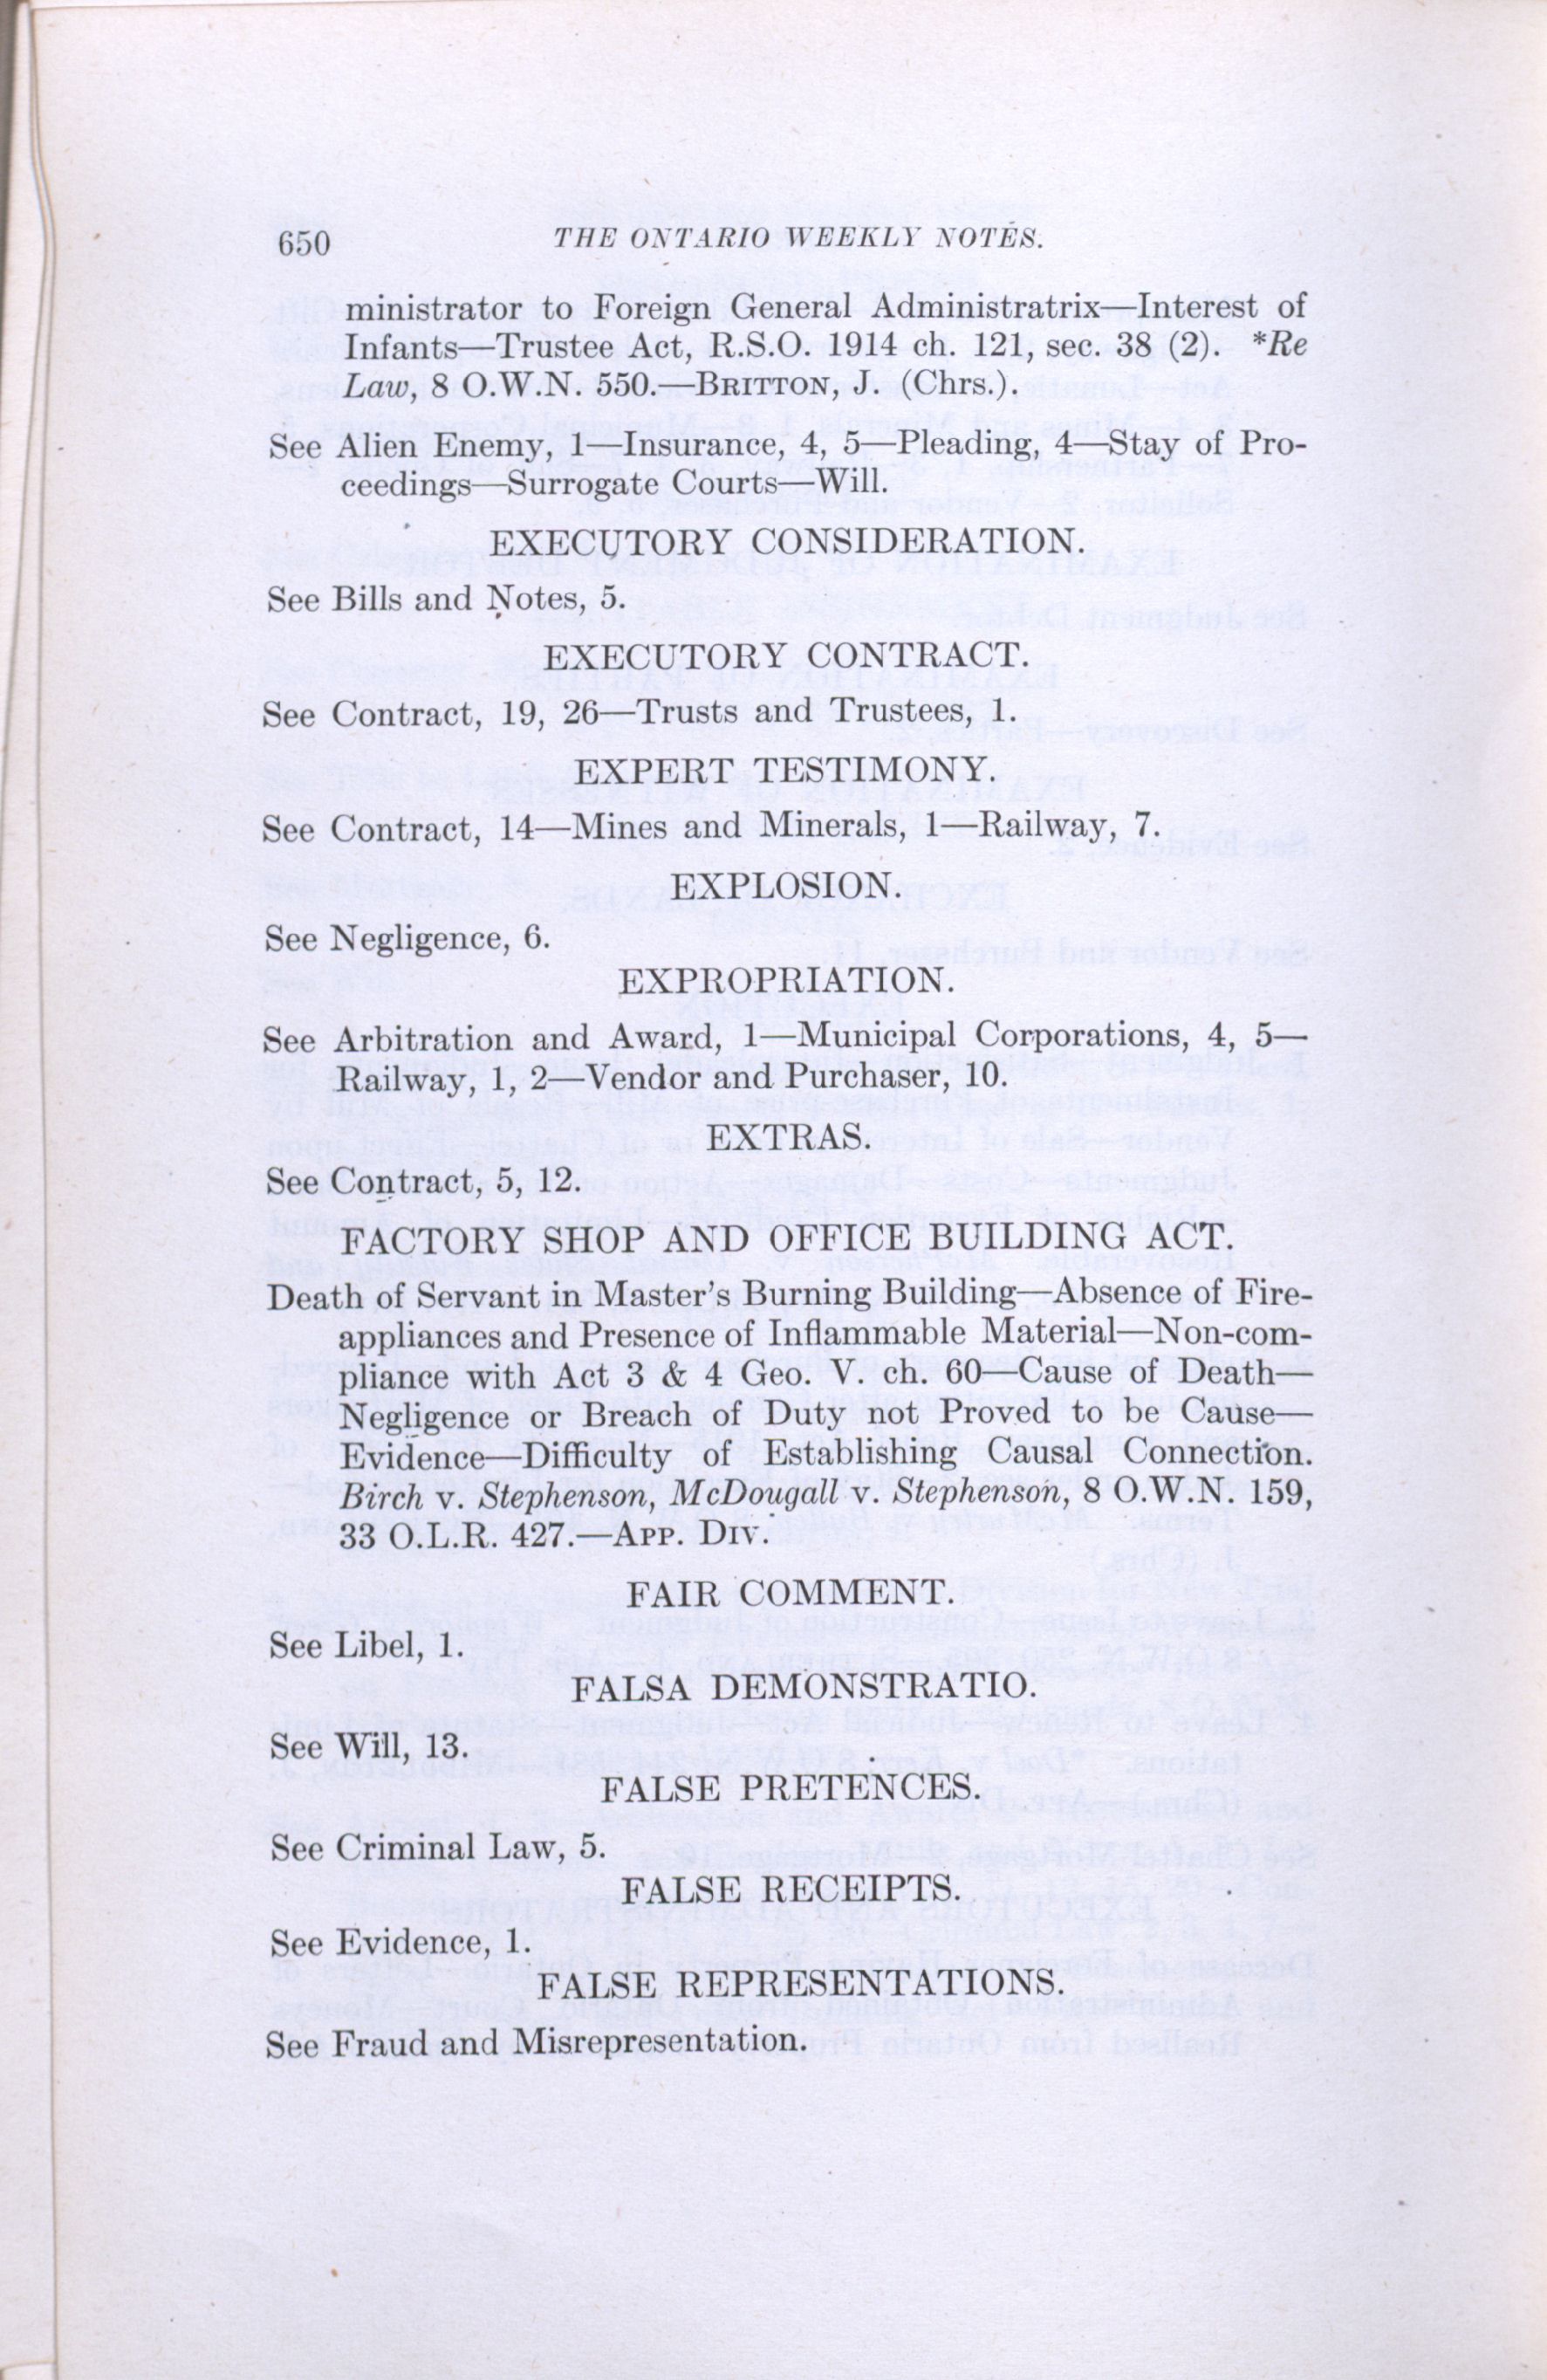 650 THE ONTARIO WEEKLY NOTES.
ministrator to Foreign General Administratrix—Interest of
Infants—Trustee Act, R.S.O. 1914 ch. 121, sec. 38 (2). *Re
Law, 8 O.W.N. 550.—BRITTON, J. (Chrs.).
See Alien Enemy, 1—Insurance, 4, 5—Pleading, 4—Stay of Pro-
ceedings—Surrogate Courts—Will.
EXECUTORY CONSIDERATION.
See Bills and Notes, 5.
EXECUTORY CONTRACT.
See Contract, 19, 26—Trusts and Trustees, 1.
EXPERT TESTIMONY.
See Contract, 14—Mines and Minerals, 1—Railway, 7.
EXPLOSION.
See Negligence, 6.
EXPROPRIATION.
See Arbitration and Award, 1—Municipal Corporations, 4, 5—
Railway, 1, 2—Vendor and Purchaser, 10.
EXTRAS.
See Contract, 5, 12.
FACTORY SHOP AND OFFICE BUILDING ACT.
Death of Servant in Master's Burning Building—Absence of Fire-
appliances and Presence of Inflammable Material—Non-com-
pliance with Act 3 & 4 Geo. V. ch. 60—Cause of Death—
Negligence or Breach of Duty not Proved to be Cause—
Evidence—Difficulty of Establishing Causal Connection.
Birch v. Stephenson, McDougall v. Stephenson, 8 O.W.N. 159,
33 O.L.R. 427.—APP. DIV.
FAIR COMMENT.
See Libel, 1.
FALSA DEMONSTRATIO.
See Will, 13.
FALSE PRETENCES.
See Criminal Law, 5.
FALSE RECEIPTS.
See Evidence, 1.
FALSE REPRESENTATIONS.
See Fraud and Misrepresentation.